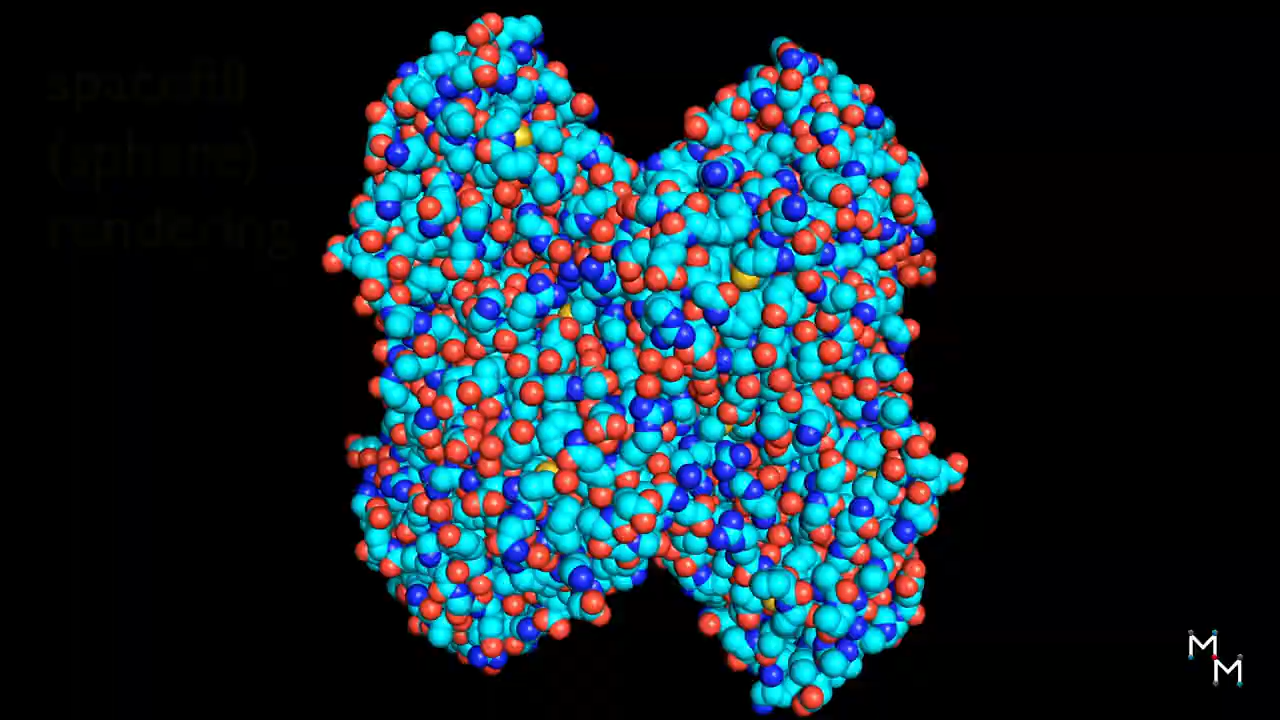 spacefill
(sphere)
rendering
M
M